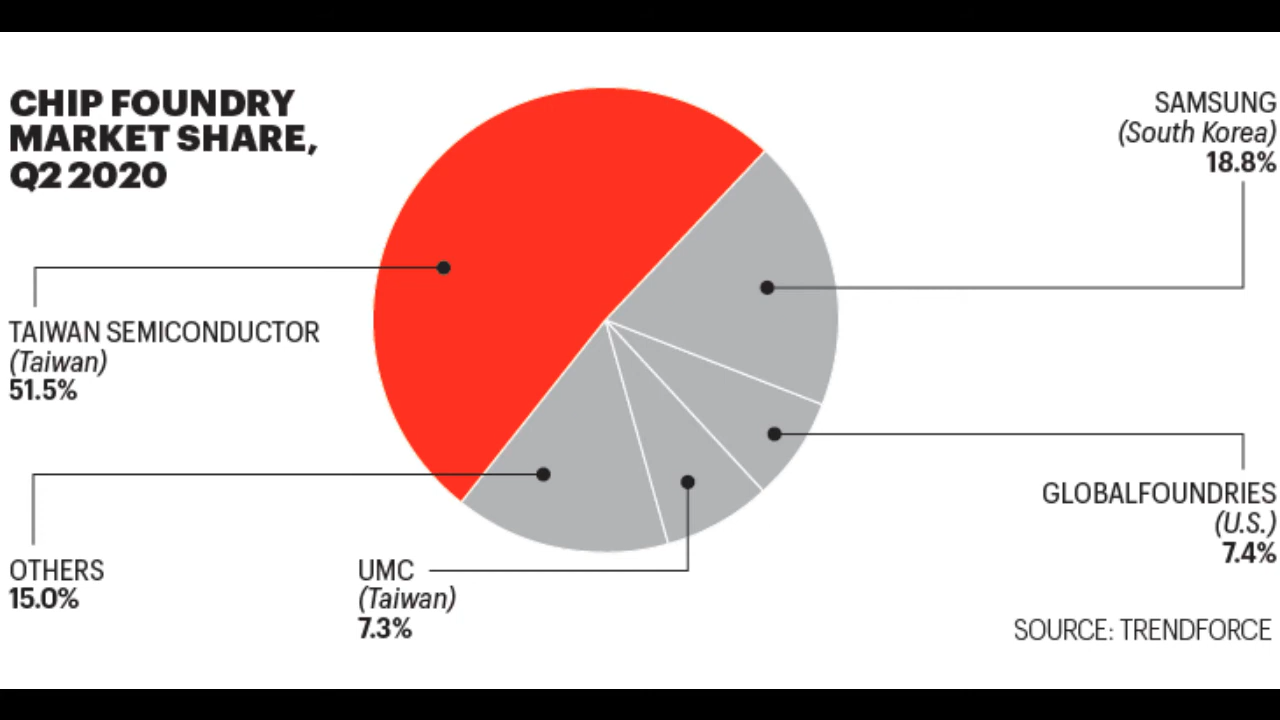 CHIP FOUNDRY
MARKET SHARE,
Q2 2020
SAMSUNG
(South Korea)
18.8%
TAIWAN SEMICONDUCTOR
(Taiwan)
51.5%
GLOBALFOUNDRIES
(U.S.)
7.4%
OTHERS
15.0%
UMC
(Taiwan)
7.3%
SOURCE: TRENDFORCE